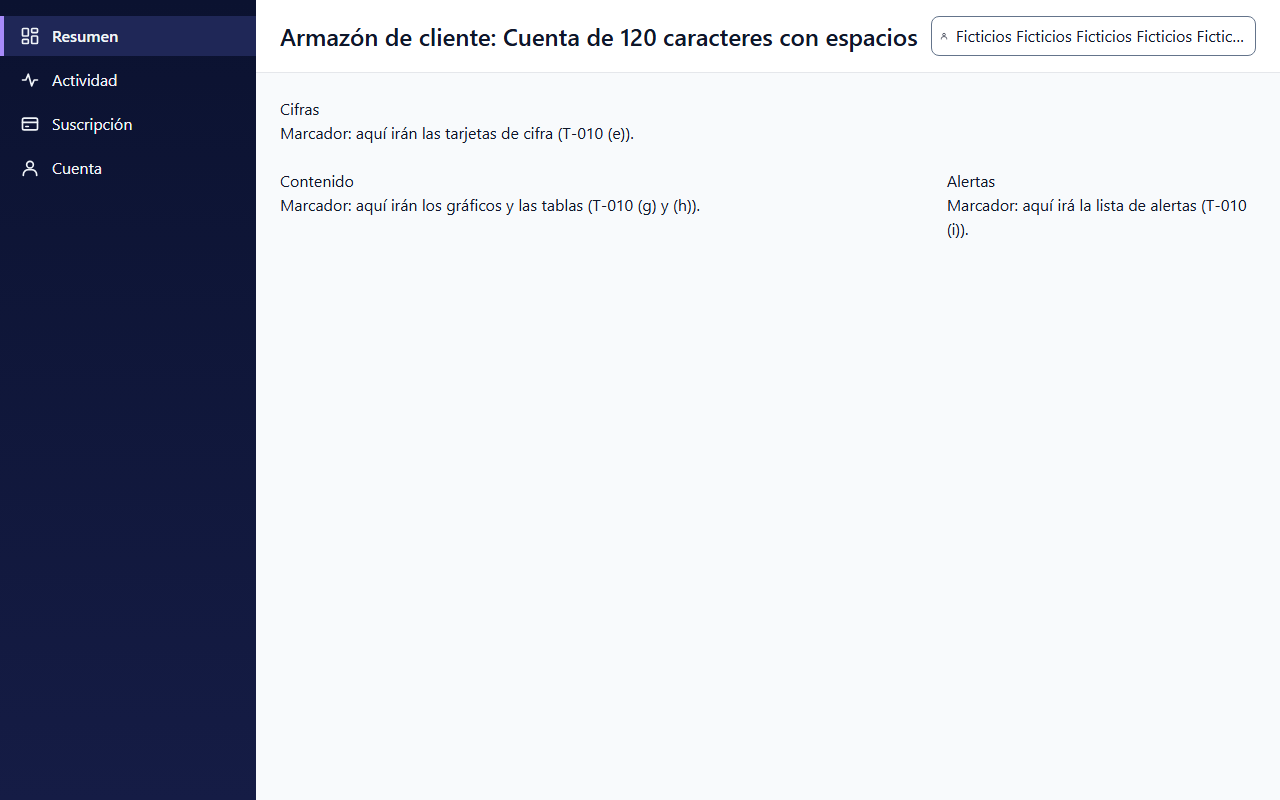 Resumen
Actividad
Suscripción
Cuenta
Armazón de cliente: Cuenta de 120 caracteres con espacios
Ficticios Ficticios Ficticios Ficticios Fictic...
Cifras
Marcador: aquí irán las tarjetas de cifra (T-010 (e)).
Contenido
Marcador: aquí irán los gráficos y las tablas (T-010 (g) y (h)).
Alertas
Marcador: aquí irá la lista de alertas (T-010
(i)).